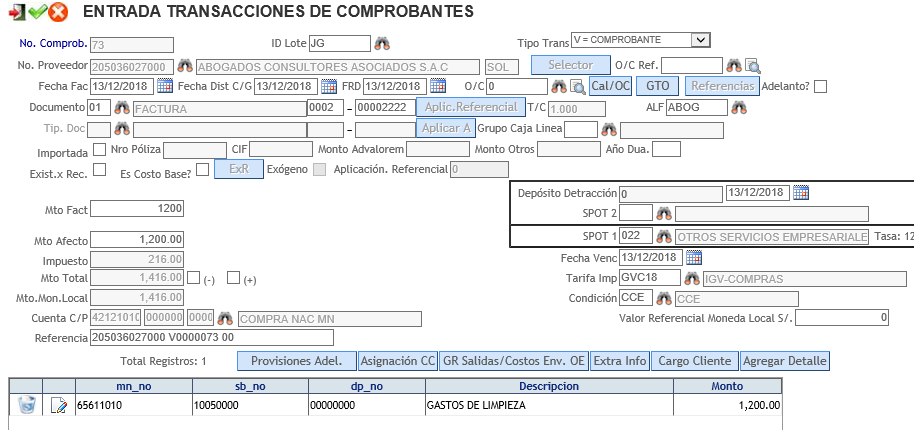 ENTRADA TRANSACCIONES DE COMPROBANTES
No. Comprob. 73 ID Lote JG Tipo Trans V = COMPROBANTE
No. Proveedor 205036027000 ABOGADOS CONSULTORES ASOCIADOS S.A.C SOL Selector O/C Ref.
Fecha Fac 13/12/2018 Fecha Dist C/G 13/12/2018 FRD 13/12/2018 O/C 0 Cal/OC GTO Referencias Adelanto?
Documento 01 FACTURA 0002 - 00002222 Aplic.Referencial T/C 1.000 ALF ABOG
Tip. Doc - Aplicar A Grupo Caja Linea
Importada Nro Póliza CIF Monto Advalorem Monto Otros Año Dua.
Exist.x Rec. Es Costo Base? ExR Exógeno Aplicación. Referencial 0
Depósito Detracción 0 13/12/2018
Mto Fact 1200 SPOT 2
Mto Afecto 1,200.00 SPOT 1 022 OTROS SERVICIOS EMPRESARIALE Tasa: 12
Impuesto 216.00 Fecha Venc 13/12/2018
Mto Total 1,416.00 (-) (+) Tarifa Imp GVC18 IGV-COMPRAS
Mto.Mon.Local 1,416.00 Condición CCE CCE
Cuenta C/P 42121010 000000 0000 COMPRA NAC MN Valor Referencial Moneda Local S/. 0
Referencia 205036027000 V0000073 00
Total Registros: 1 Provisiones Adel. Asignación CC GR Salidas/Costos Env. OE Extra Info Cargo Cliente Agregar Detalle
mn_no sb_no dp_no Descripcion Monto
65611010 10050000 00000000 GASTOS DE LIMPIEZA 1,200.00